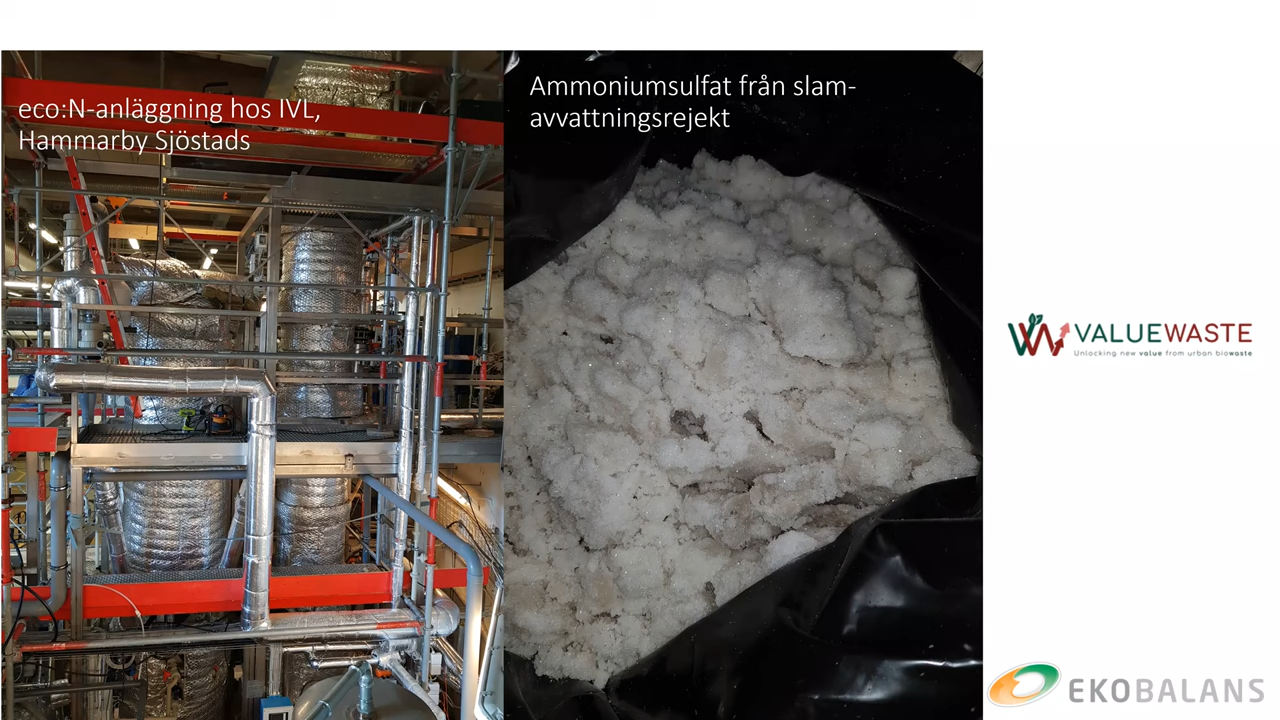 eco:N-anläggning hos IVL,
Hammarby Sjöstads
Ammoniumsulfat från slam-
avvattningsrejekt
VALUEWASTE
Unlocking new value from urban biowaste
EKOBALANS